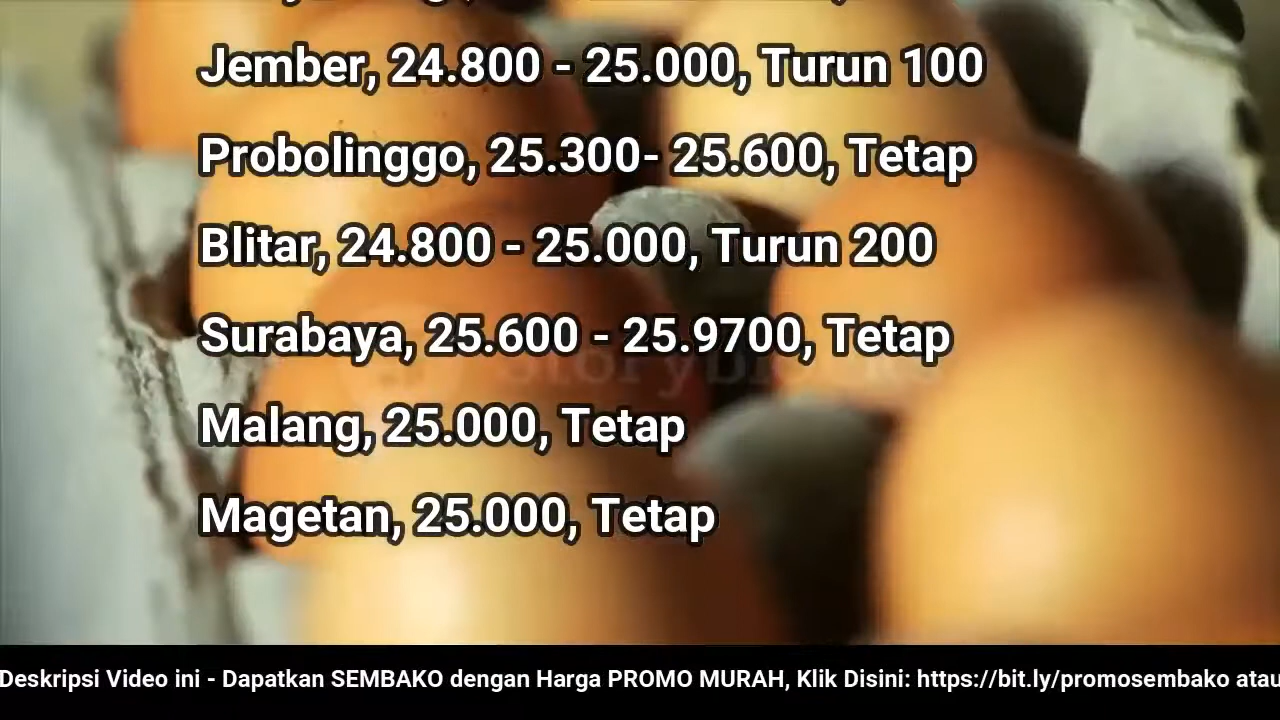 Jember, 24.800 - 25.000, Turun 100
Probolinggo, 25.300- 25.600, Tetap
Blitar, 24.800 - 25.000, Turun 200
Surabaya, 25.600 - 25.9700, Tetap
Malang, 25.000, Tetap
Magetan, 25.000, Tetap
Deskripsi Video ini - Dapatkan SEMBAKO dengan Harga PROMO MURAH, Klik Disini: https://bit.ly/promosembako atau